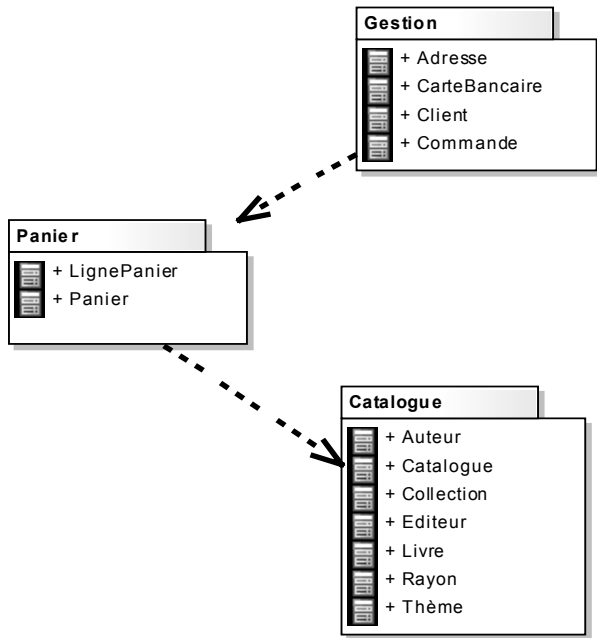 Gestion
+ Adresse
+ CarteBancaire
+ Client
+ Commande
Panier
+ LignePanier
+ Panier
Catalogue
+ Auteur
+ Catalogue
+ Collection
+ Editeur
+ Livre
+ Rayon
+ Thème